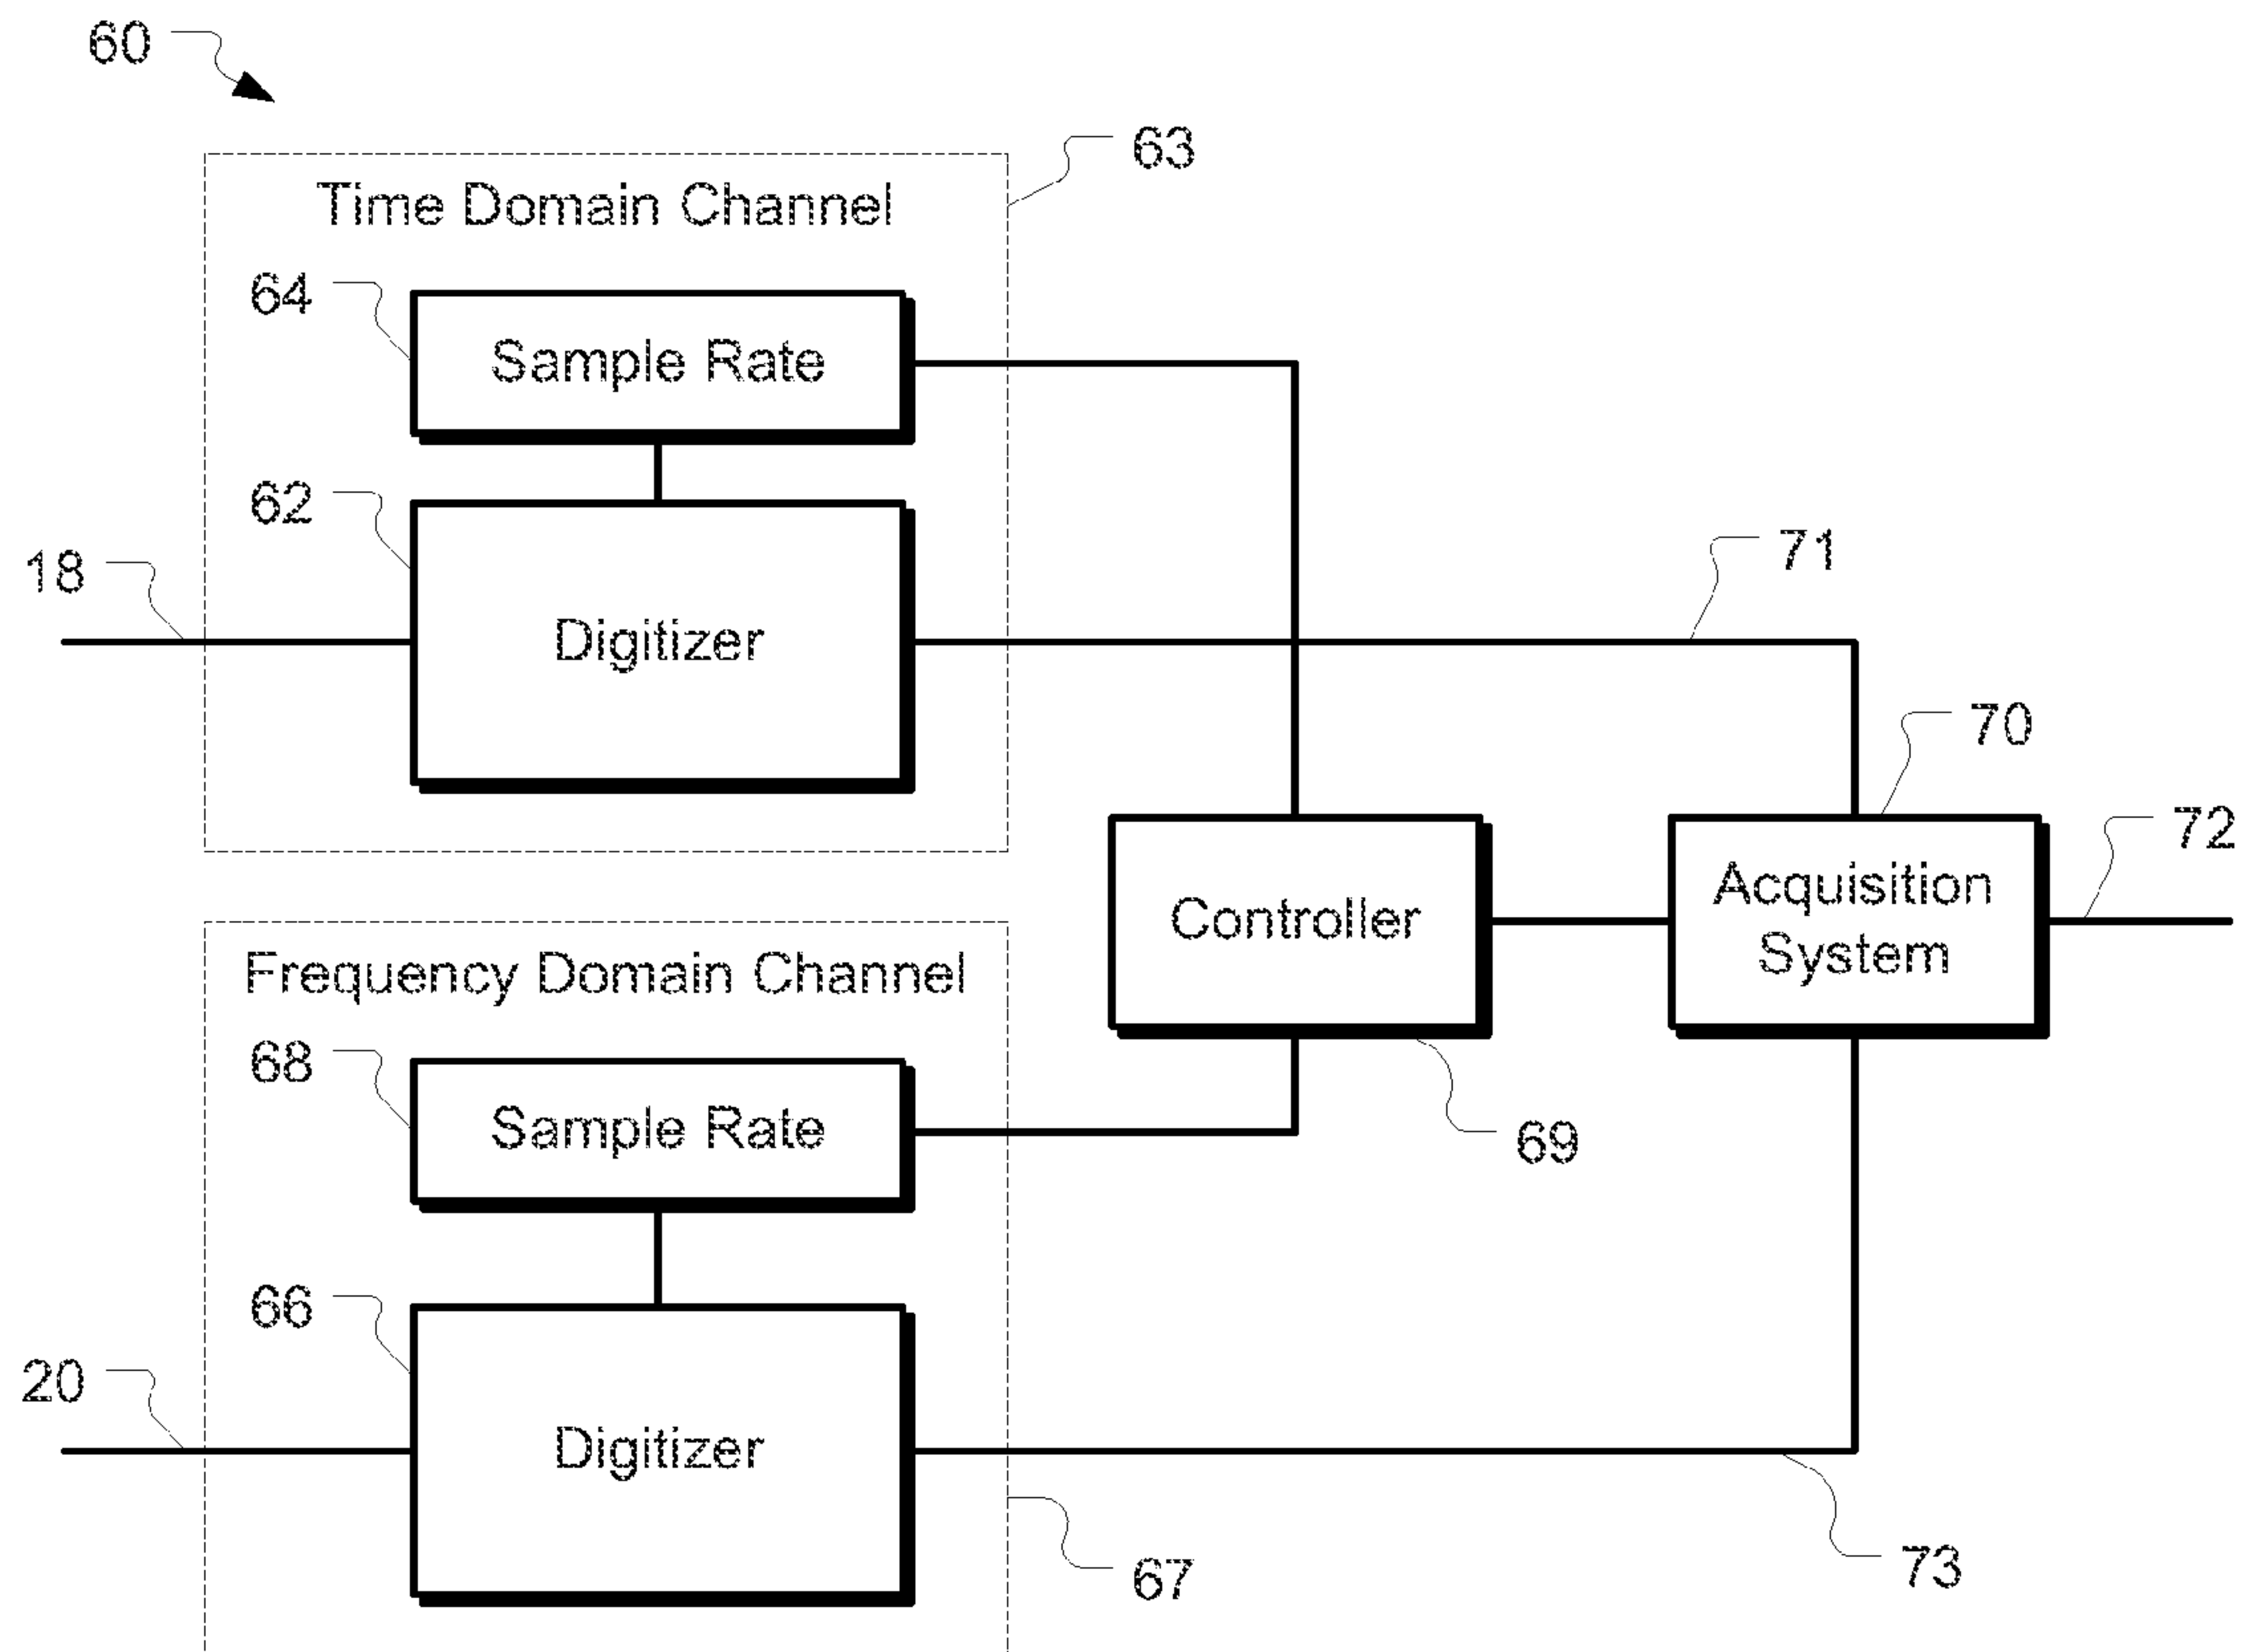 60
63
Time Domain Channel
64
Sample Rate
62
18
Digitizer
71
70
72
Controller
Acquisition
System
Frequency Domain Channel
68
Sample Rate
69
66
20
Digitizer
67
73